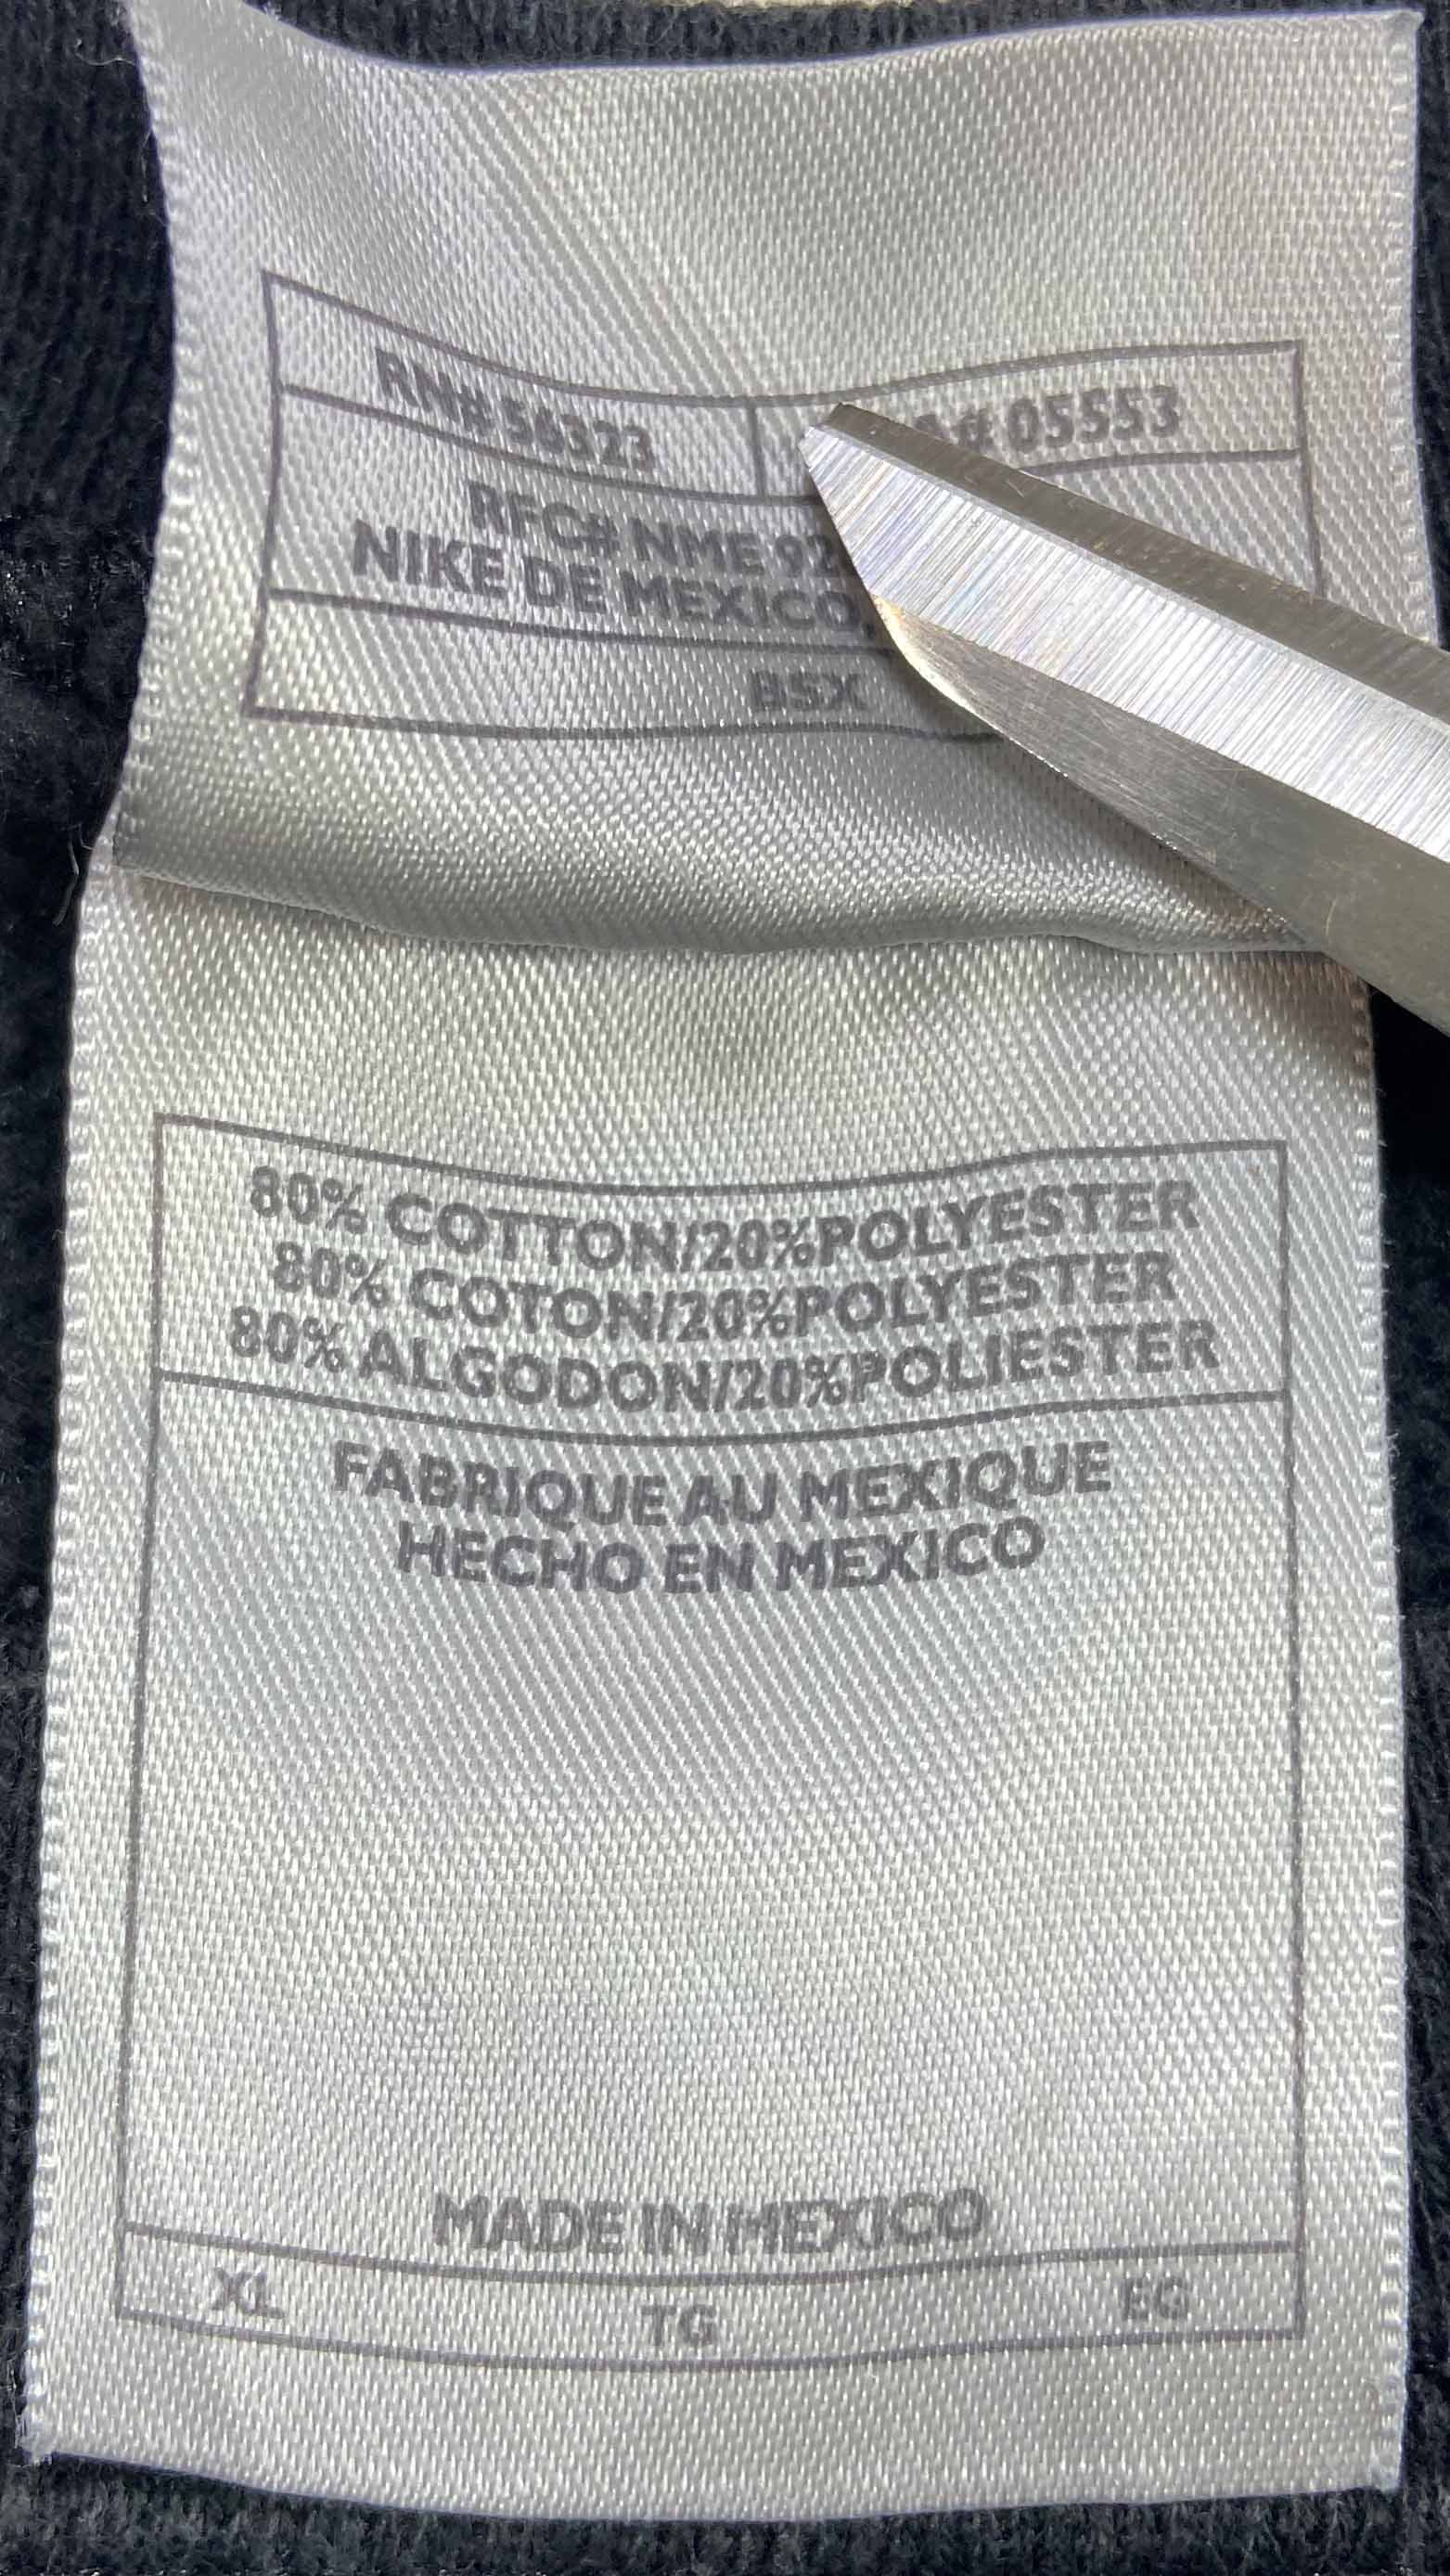 RN# 56323 # 05553
RFC# NME 92
NIKE DE MEXICO,
BSX
80% COTTON/20%POLYESTER
80% COTON/20%POLYESTER
80% ALGODON/20%POLIESTER
FABRIQUE AU MEXIQUE
HECHO EN MEXICO
MADE IN MEXICO
XL TG EG